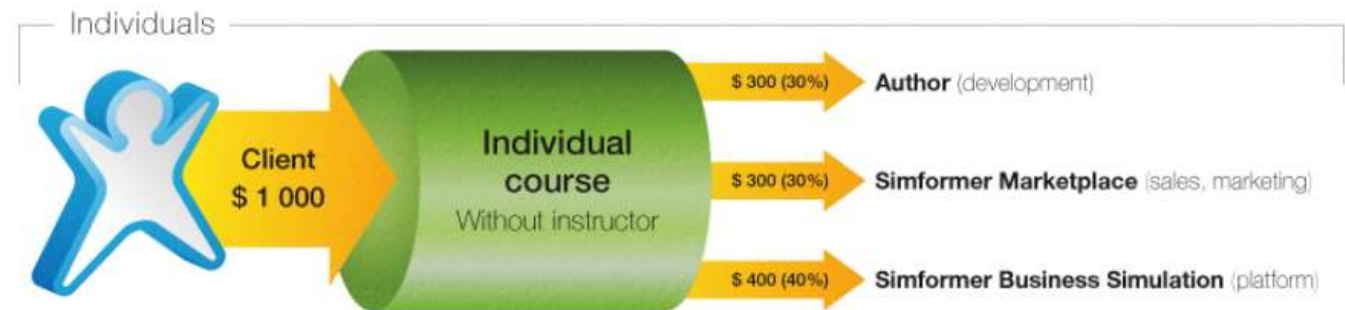 Individuals
Client
$ 1 000
Individual
course
Without instructor
$ 300 (30%)
Author (development)
$ 300 (30%)
Simformer Marketplace (sales, marketing)
$ 400 (40%)
Simformer Business Simulation (platform)